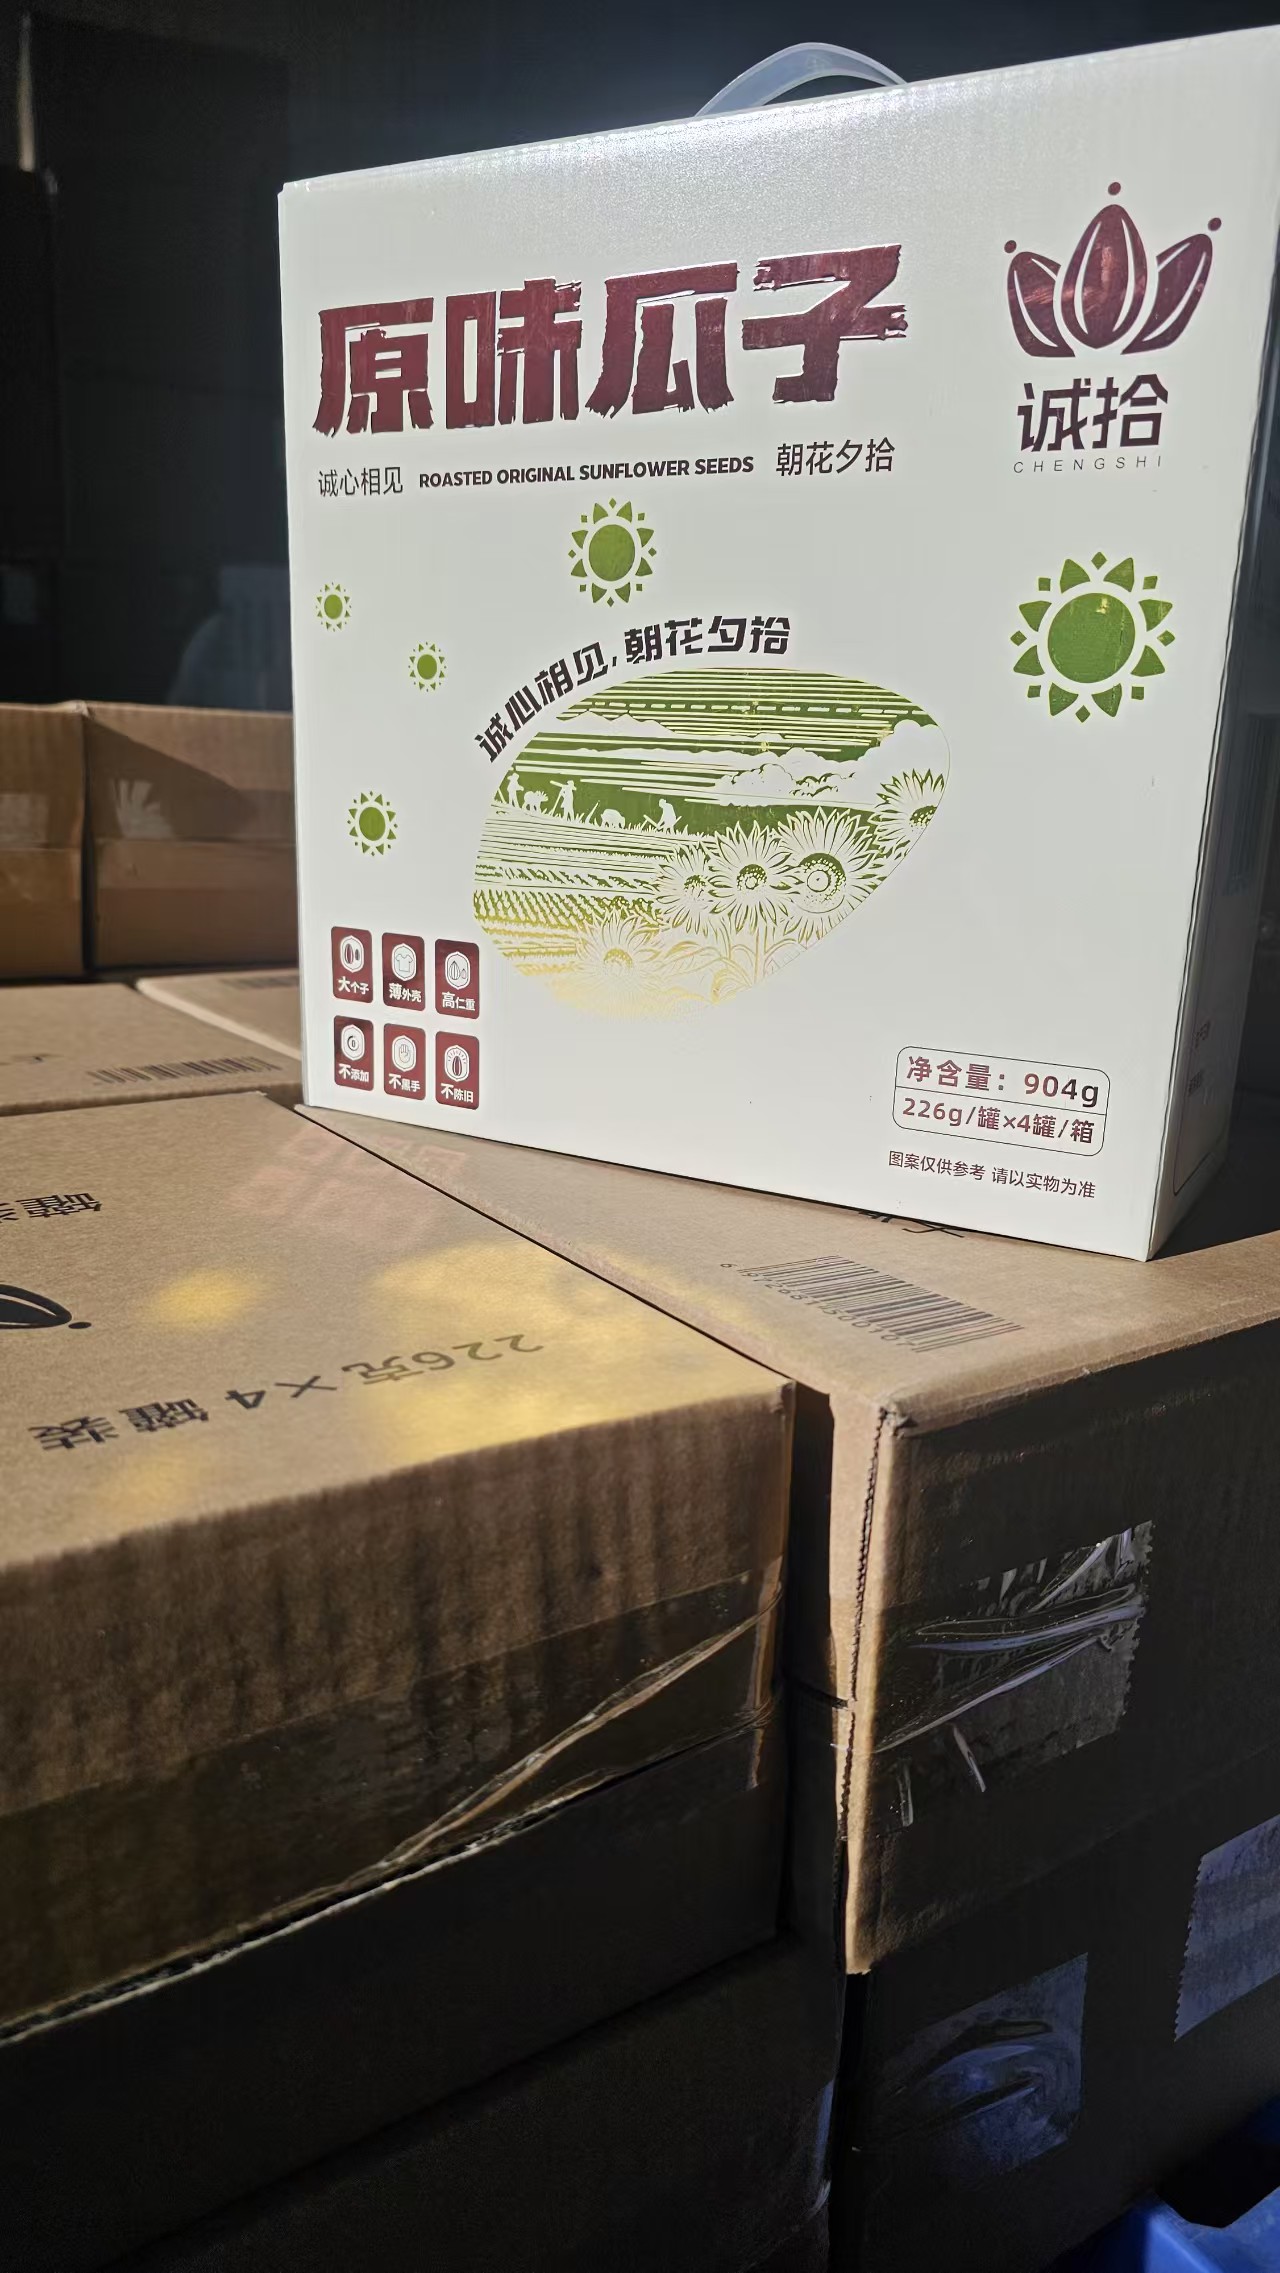 原味瓜子
诚心相见 ROASTED ORIGINAL SUNFLOWER SEEDS 朝花夕拾
诚拾
CHENGSHI
诚心相见,朝花夕拾
大个子 薄外壳 高仁重
不添加 不黑手 不陈旧
净含量：904g
226g/罐×4罐/箱
图案仅供参考 请以实物为准
226克×4罐装